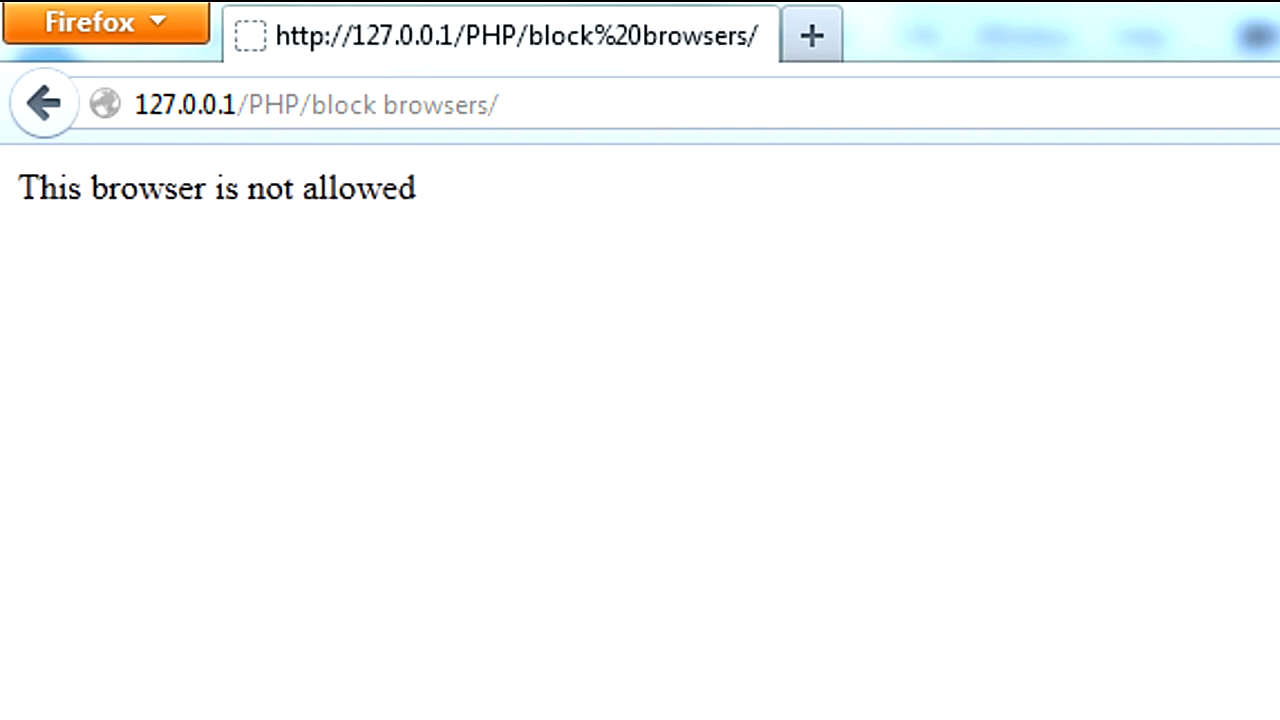 Firefox
http://127.0.0.1/PHP/block%20browsers/
127.0.0.1/PHP/block browsers/
This browser is not allowed